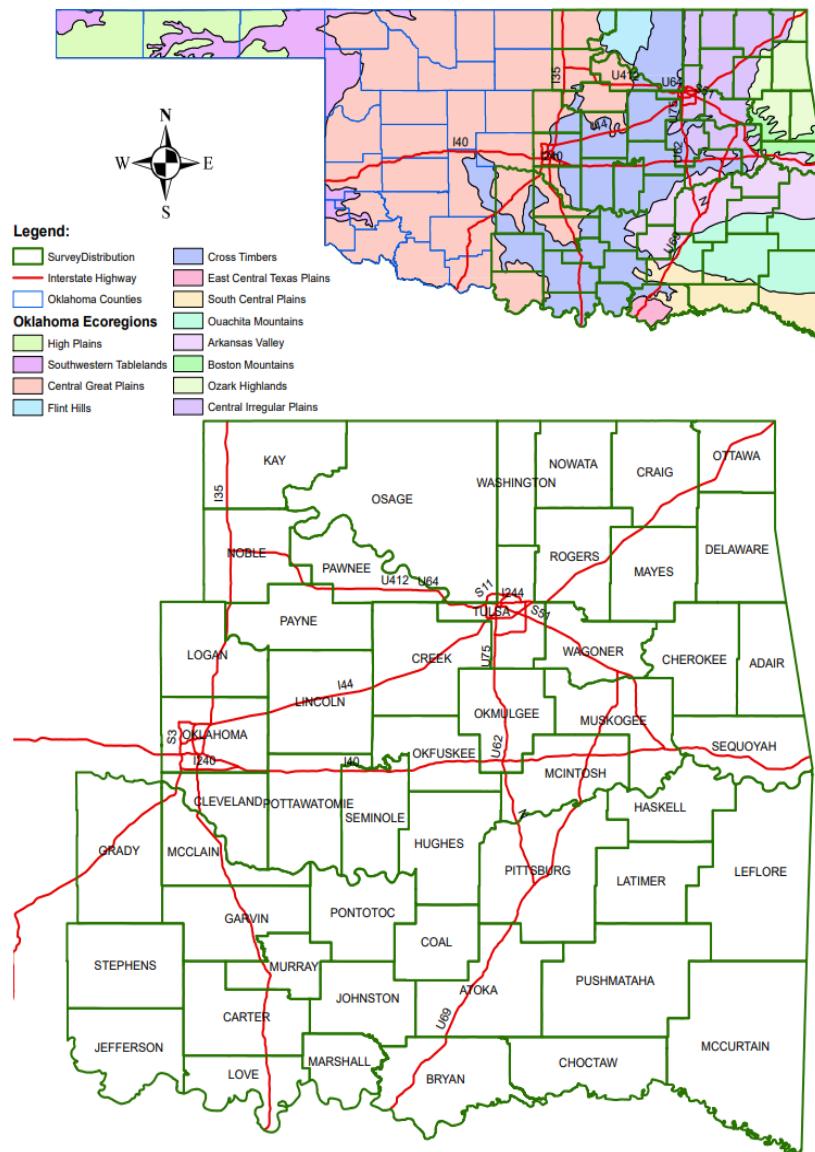 I35
U412
U64
S51
I75
I44
U62
I40
I240
N
U69
N
W
E
S
Legend:
SurveyDistribution
Interstate Highway
Oklahoma Counties
Oklahoma Ecoregions
High Plains
Southwestern Tablelands
Central Great Plains
Flint Hills
Cross Timbers
East Central Texas Plains
South Central Plains
Ouachita Mountains
Arkansas Valley
Boston Mountains
Ozark Highlands
Central Irregular Plains
KAY
OSAGE
WASHINGTON
NOWATA
CRAIG
OTTAWA
I35
NOBLE
PAWNEE
ROGERS
MAYES
DELAWARE
U412
U64
S11
I244
TULSA
S51
PAYNE
LOGAN
CREEK
U75
WAGONER
CHEROKEE
ADAIR
I44
LINCOLN
OKMULGEE
MUSKOGEE
S3
OKLAHOMA
OKFUSKEE
U62
SEQUOYAH
I240
I40
MCINTOSH
CLEVELAND
POTTAWATOMIE
SEMINOLE
HASKELL
N
GRADY
MCCLAIN
HUGHES
PITTSBURG
LATIMER
LEFLORE
GARVIN
PONTOTOC
COAL
STEPHENS
MURRAY
PUSHMATAHA
JOHNSTON
ATOKA
CARTER
U69
JEFFERSON
MCCURTAIN
LOVE
MARSHALL
BRYAN
CHOCTAW